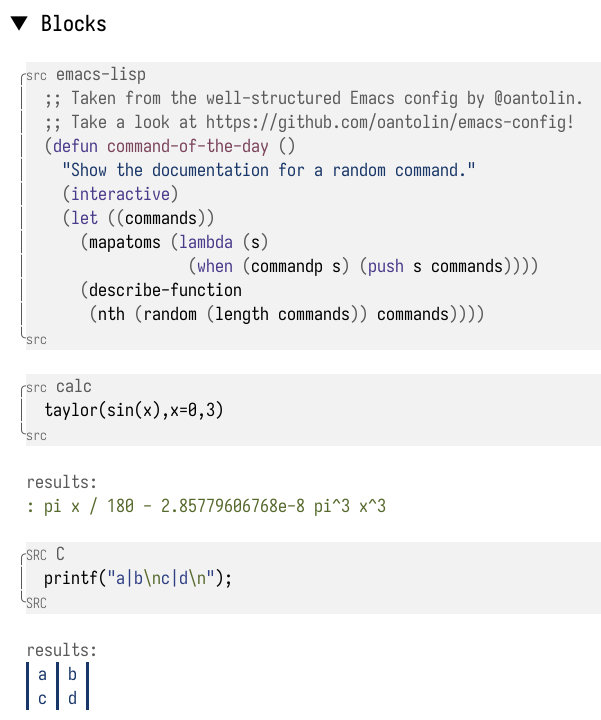 ▼ Blocks
src emacs-lisp
;; Taken from the well-structured Emacs config by @oantolin.
;; Take a look at https://github.com/oantolin/emacs-config!
(defun command-of-the-day ()
  "Show the documentation for a random command."
  (interactive)
  (let ((commands))
    (mapatoms (lambda (s)
                (when (commandp s) (push s commands))))
    (describe-function
     (nth (random (length commands)) commands))))
src
src calc
taylor(sin(x),x=0,3)
src
results:
: pi x / 180 - 2.85779606768e-8 pi^3 x^3
SRC C
printf("a|b\nc|d\n");
SRC
results:
| a | b |
| c | d |